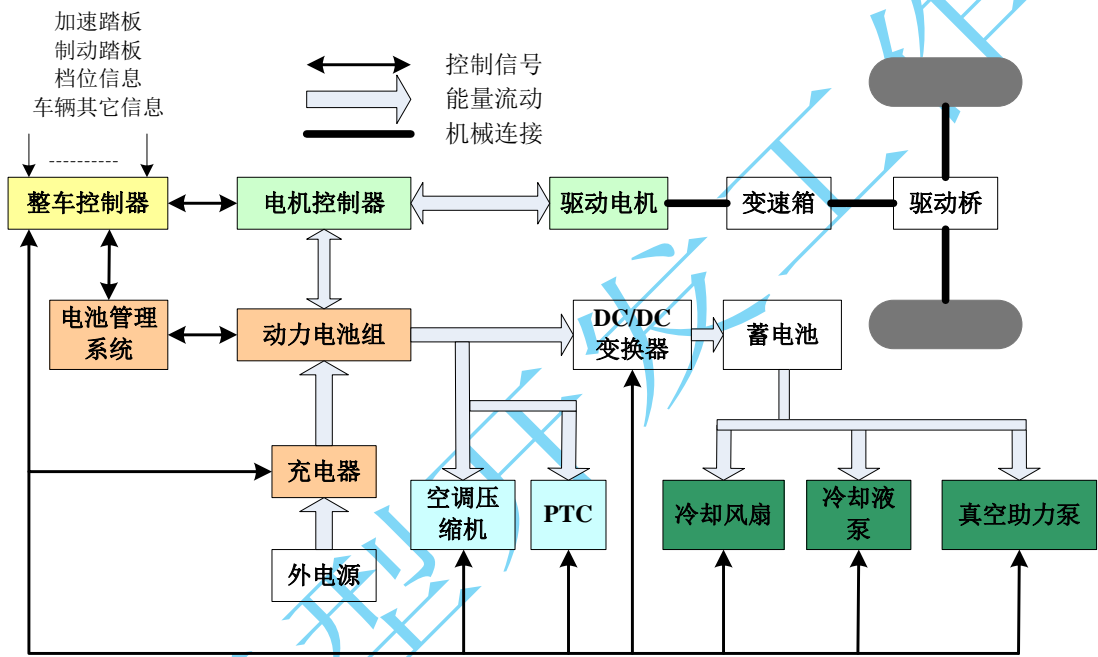 加速踏板
制动踏板
档位信息
车辆其它信息
控制信号
能量流动
机械连接
整车控制器
电机控制器
驱动电机
变速箱
驱动桥
电池管理
系统
动力电池组
DC/DC
变换器
蓄电池
充电器
空调压
缩机
PTC
冷却风扇
冷却液
泵
真空助力泵
外电源